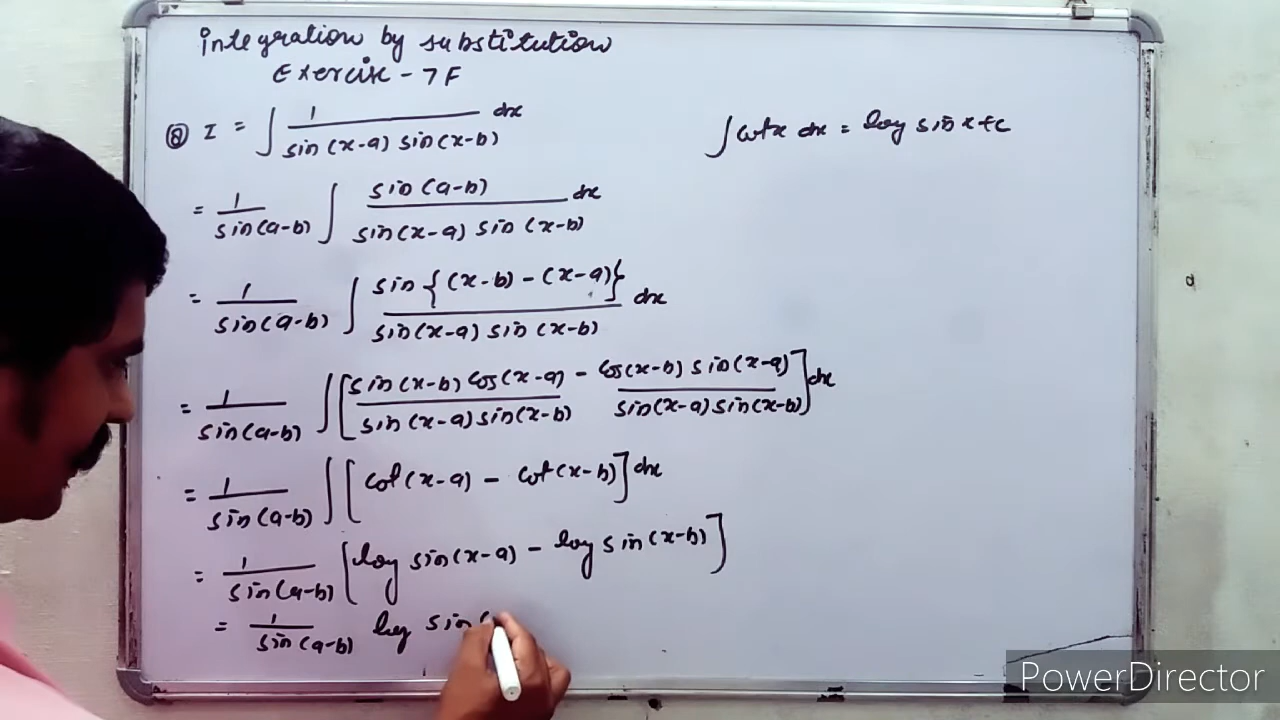 Integration by substitution
Exercise - 7F
⑧ I = ∫ 1 / sin(x-a) sin(x-b) dx
∫ cotx dx = log sinx + c
= 1 / sin(a-b) ∫ sin(a-b) / sin(x-a) sin(x-b) dx
= 1 / sin(a-b) ∫ sin{(x-b) - (x-a)} / sin(x-a) sin(x-b) dx
= 1 / sin(a-b) ∫ [sin(x-b) cos(x-a) / sin(x-a) sin(x-b) - cos(x-b) sin(x-a) / sin(x-a) sin(x-b)] dx
= 1 / sin(a-b) ∫ [cot(x-a) - cot(x-b)] dx
= 1 / sin(a-b) [log sin(x-a) - log sin(x-b)]
= 1 / sin(a-b) log sin(
PowerDirector